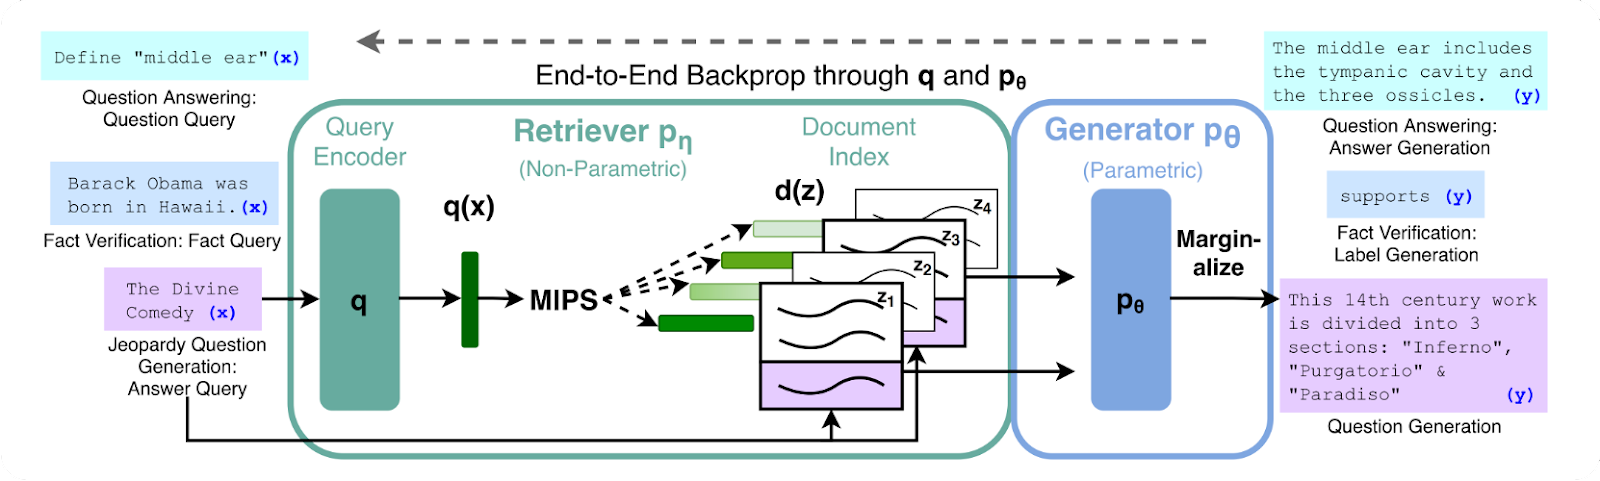 Define "middle ear"(x)
Question Answering:
Question Query
Barack Obama was
born in Hawaii.(x)
Fact Verification: Fact Query
The Divine
Comedy (x)
Jeopardy Question
Generation:
Answer Query
End-to-End Backprop through q and pθ
Query
Encoder
Retriever pη
(Non-Parametric)
Document
Index
q
q(x)
MIPS
d(z)
z4
z3
z2
z1
Generator pθ
(Parametric)
pθ
Margin-
alize
The middle ear includes
the tympanic cavity and
the three ossicles. (y)
Question Answering:
Answer Generation
supports (y)
Fact Verification:
Label Generation
This 14th century work
is divided into 3
sections: "Inferno",
"Purgatorio" &
"Paradiso" (y)
Question Generation